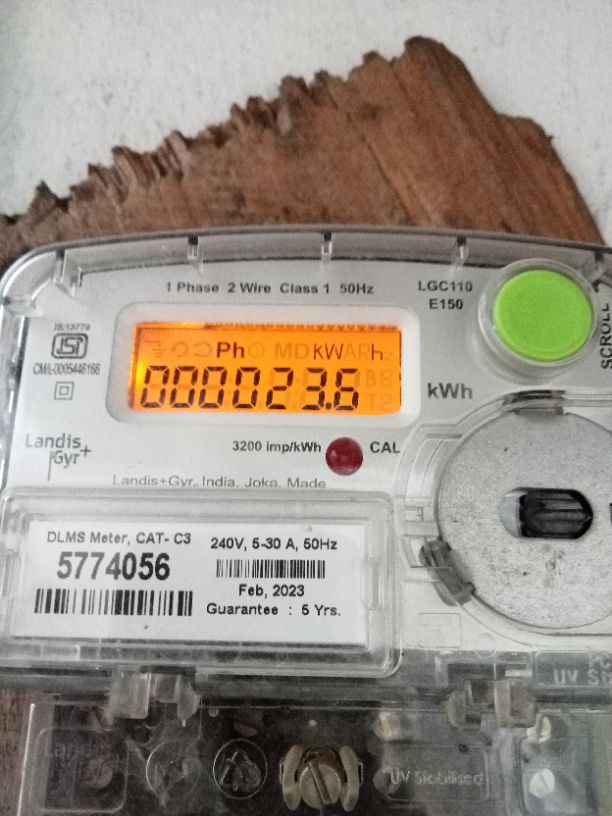 1 Phase 2 Wire Class 1 50Hz
LGC110
E150
SCROLL
IS:13779
ISI
CM/L-0005446166
Ph MD kWARh
0000023.6
kWh
Landis
Gyr+
3200 imp/kWh
CAL
Landis+Gyr., India, Joka, Made
DLMS Meter, CAT- C3
5774056
240V, 5-30 A, 50Hz
Feb, 2023
Guarantee : 5 Yrs.
UV Stabilised